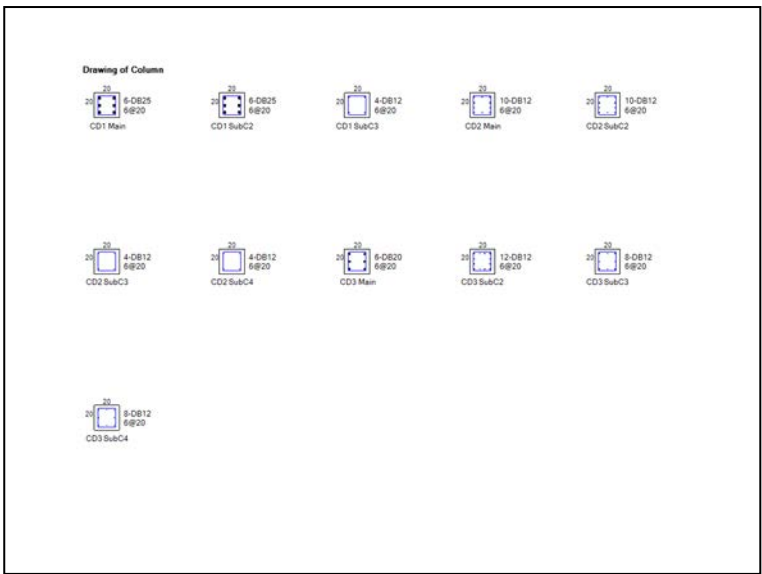 Drawing of Column
20
20 6-DB25
6@20
CD1 Main
20
20 6-DB25
6@20
CD1 SubC2
20
20 4-DB12
6@20
CD1 SubC3
20
20 10-DB12
6@20
CD2 Main
20
20 10-DB12
6@20
CD2 SubC2
20
20 4-DB12
6@20
CD2 SubC3
20
20 4-DB12
6@20
CD2 SubC4
20
20 6-DB20
6@20
CD3 Main
20
20 12-DB12
6@20
CD3 SubC2
20
20 8-DB12
6@20
CD3 SubC3
20
20 8-DB12
6@20
CD3 SubC4